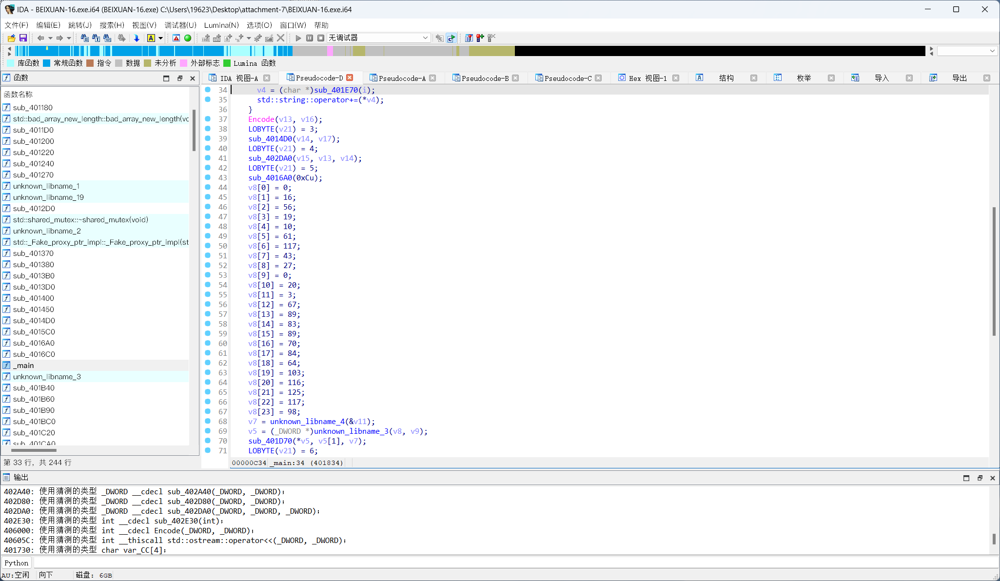 IDA - BEIXUAN-16.exe.i64 (BEIXUAN-16.exe) C:\Users\19623\Desktop\attachment-7\BEIXUAN-16.exe.i64
文件(F) 编辑(E) 跳转(J) 搜索(H) 视图(V) 调试器(U) Lumina(N) 选项(O) 窗口(W) 帮助
无调试器
库函数 常规函数 指令 数据 未分析 外部标志 Lumina 函数
函数
IDA 视图-A Pseudocode-D Pseudocode-A Pseudocode-B Pseudocode-C Hex 视图-1 结构 枚举 导入 导出
函数名称
sub_401180
std::bad_array_new_length::bad_array_new_length(vc
sub_4011D0
sub_401200
sub_401220
sub_401240
sub_401270
unknown_libname_1
unknown_libname_19
sub_4012D0
std::shared_mutex::~shared_mutex(void)
unknown_libname_2
std::_Fake_proxy_ptr_impl::_Fake_proxy_ptr_impl(st
sub_401370
sub_401380
sub_4013B0
sub_4013D0
sub_401400
sub_401450
sub_4014D0
sub_4015C0
sub_4016A0
sub_4016C0
_main
unknown_libname_3
sub_401B40
sub_401B60
sub_401B90
sub_401BC0
sub_401C20
sub_401CA0
第 33 行, 共 244 行
34 v4 = (char *)sub_401E70(i);
35 std::string::operator+=(*v4);
36 }
37 Encode(v13, v16);
38 LOBYTE(v21) = 3;
39 sub_4014D0(v14, v17);
40 LOBYTE(v21) = 4;
41 sub_402DA0(v15, v13, v14);
42 LOBYTE(v21) = 5;
43 sub_4016A0(0xCu);
44 v8[0] = 0;
45 v8[1] = 16;
46 v8[2] = 56;
47 v8[3] = 19;
48 v8[4] = 10;
49 v8[5] = 61;
50 v8[6] = 117;
51 v8[7] = 43;
52 v8[8] = 27;
53 v8[9] = 0;
54 v8[10] = 20;
55 v8[11] = 3;
56 v8[12] = 67;
57 v8[13] = 89;
58 v8[14] = 83;
59 v8[15] = 89;
60 v8[16] = 70;
61 v8[17] = 84;
62 v8[18] = 64;
63 v8[19] = 103;
64 v8[20] = 116;
65 v8[21] = 125;
66 v8[22] = 117;
67 v8[23] = 98;
68 v7 = unknown_libname_4(&v11);
69 v5 = (_DWORD *)unknown_libname_3(v8, v9);
70 sub_401D70(*v5, v5[1], v7);
71 LOBYTE(v21) = 6;
00000C34 _main:34 (401834)
输出
402A40: 使用猜测的类型 _DWORD __cdecl sub_402A40(_DWORD, _DWORD);
402D80: 使用猜测的类型 _DWORD __cdecl sub_402D80(_DWORD, _DWORD);
402DA0: 使用猜测的类型 _DWORD __cdecl sub_402DA0(_DWORD, _DWORD, _DWORD);
402E30: 使用猜测的类型 int __cdecl sub_402E30(int);
406000: 使用猜测的类型 int __cdecl Encode(_DWORD, _DWORD);
40605C: 使用猜测的类型 int __thiscall std::ostream::operator<<(_DWORD, _DWORD);
401730: 使用猜测的类型 char var_CC[4];
Python
AU:空闲 向下 磁盘: 6GB